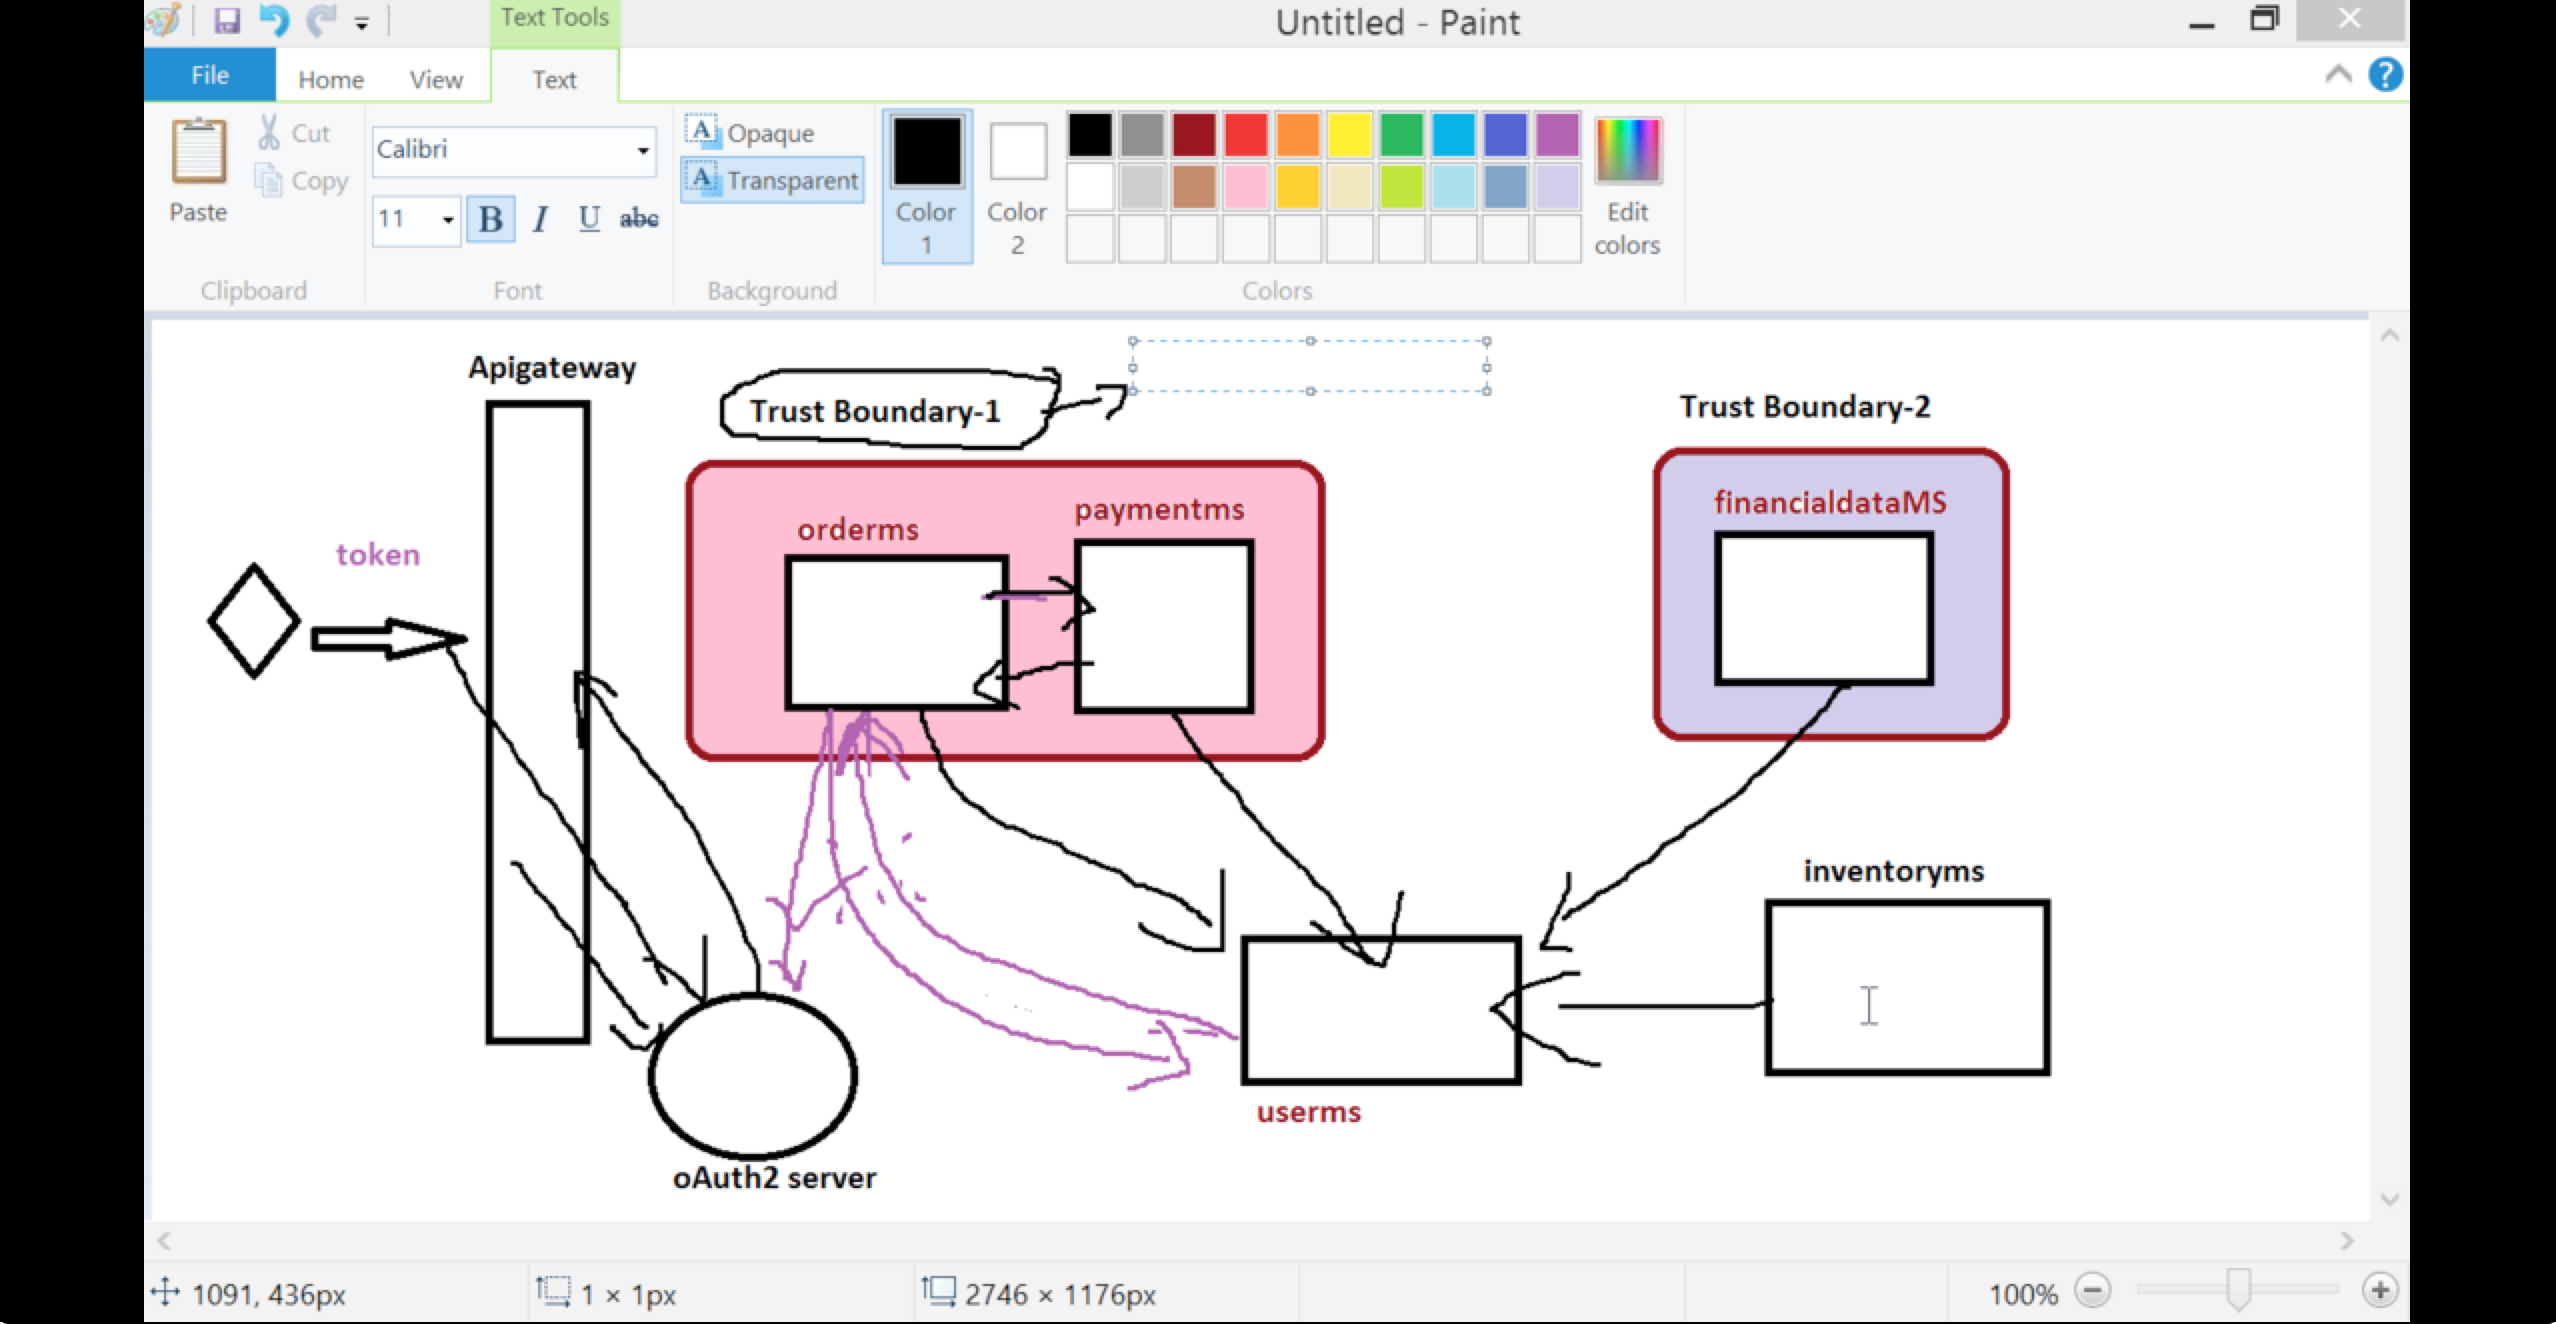 Text Tools
Untitled - Paint
File
Home
View
Text
?
Paste
Cut
Copy
Clipboard
Calibri
11
B
I
U
abc
Font
A Opaque
A Transparent
Background
Color
1
Color
2
Edit
colors
Colors
Apigateway
Trust Boundary-1
Trust Boundary-2
token
orderms
paymentms
financialdataMS
inventoryms
userms
oAuth2 server
1091, 436px
1 × 1px
2746 × 1176px
100%